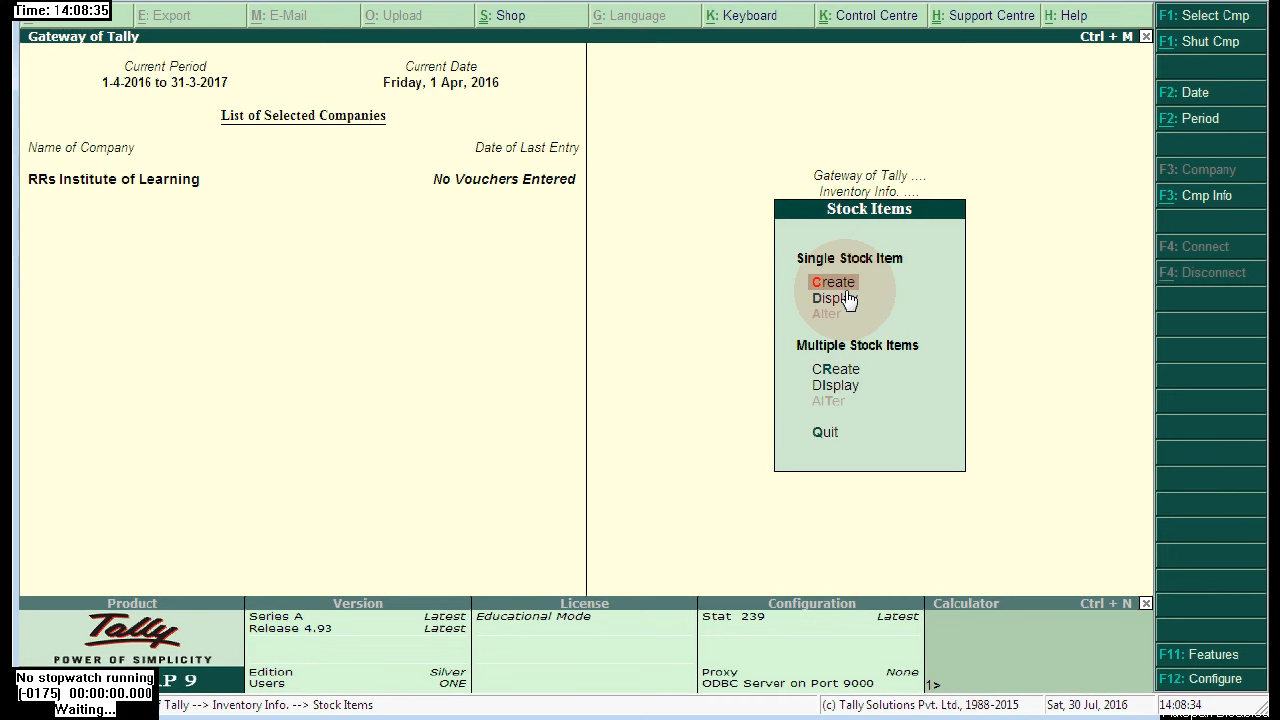 Time: 14:08:35
E: Export
M: E-Mail
O: Upload
S: Shop
G: Language
K: Keyboard
K: Control Centre
H: Support Centre
H: Help
F1: Select Cmp
Gateway of Tally
Ctrl + M
F1: Shut Cmp
Current Period
Current Date
1-4-2016 to 31-3-2017
Friday, 1 Apr, 2016
F2: Date
List of Selected Companies
F2: Period
Name of Company
Date of Last Entry
RRs Institute of Learning
No Vouchers Entered
F3: Company
F3: Cmp Info
F4: Connect
F4: Disconnect
Gateway of Tally ....
Inventory Info. ....
Stock Items
Single Stock Item
Create
Display
Alter
Multiple Stock Items
CReate
DIsplay
AlTer
Quit
Product
Version
License
Configuration
Calculator
Ctrl + N
Tally
POWER OF SIMPLICITY
Series A Latest
Release 4.93 Latest
Edition Silver
Users ONE
Educational Mode
Stat 239 Latest
Proxy None
ODBC Server on Port 9000
1>
F11: Features
F12: Configure
No stopwatch running
[-0175] 00:00:00.000
Waiting...
P 9
f Tally --> Inventory Info. --> Stock Items
(c) Tally Solutions Pvt. Ltd., 1988-2015
Sat, 30 Jul, 2016
14:08:34